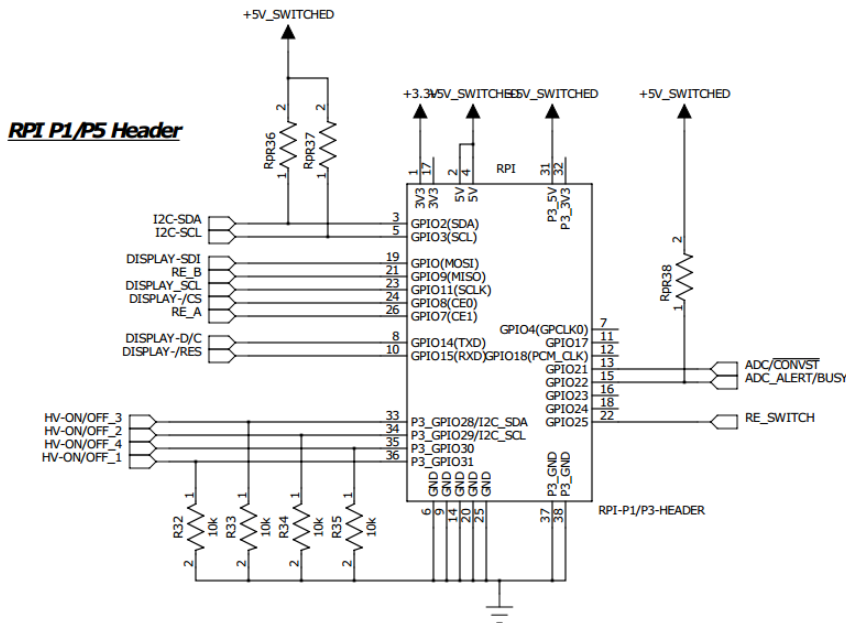 +5V_SWITCHED
RPI P1/P5 Header
+3.3V
+5V_SWITCHED
+5V_SWITCHED
+5V_SWITCHED
2
RpR36
1
2
RpR37
1
1
17
2
4
RPI
31
32
3V3
3V3
5V
5V
P3_5V
P3_3V3
I2C-SDA
3
GPIO2(SDA)
I2C-SCL
5
GPIO3(SCL)
DISPLAY-SDI
19
GPIO(MOSI)
RE_B
21
GPIO9(MISO)
DISPLAY_SCL
23
GPIO11(SCLK)
DISPLAY-/CS
24
GPIO8(CE0)
RE_A
26
GPIO7(CE1)
DISPLAY-D/C
8
GPIO14(TXD)
DISPLAY-/RES
10
GPIO15(RXD)
2
RpR38
1
GPIO4(GPCLK0)
7
GPIO17
11
GPIO18(PCM_CLK)
12
GPIO21
13
ADC/CONVST
GPIO22
15
ADC_ALERT/BUSY
GPIO23
16
GPIO24
18
GPIO25
22
RE_SWITCH
HV-ON/OFF_3
33
P3_GPIO28/I2C_SDA
HV-ON/OFF_2
34
P3_GPIO29/I2C_SCL
HV-ON/OFF_4
35
P3_GPIO30
HV-ON/OFF_1
36
P3_GPIO31
GND
GND
GND
GND
GND
P3_GND
P3_GND
6
9
14
20
25
37
38
RPI-P1/P3-HEADER
1
R32
10k
2
1
R33
10k
2
1
R34
10k
2
1
R35
10k
2